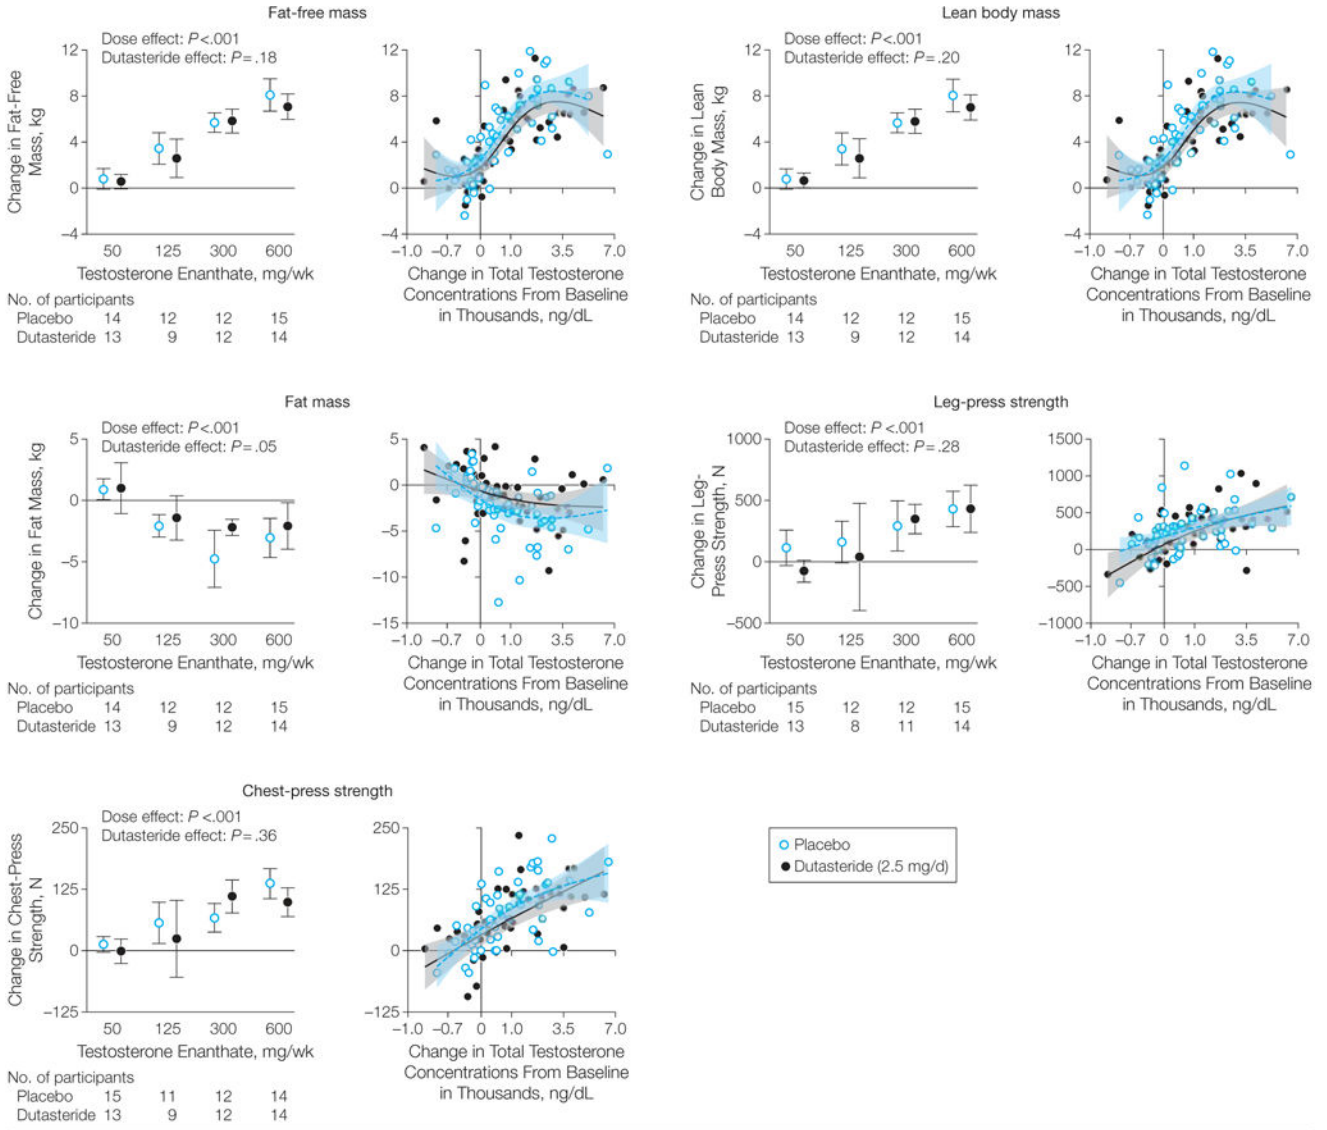 Fat-free mass
Dose effect: P<.001
Dutasteride effect: P=.18
Change in Fat-Free
Mass, kg
12
8
4
0
−4
50 125 300 600
Testosterone Enanthate, mg/wk
No. of participants
Placebo 14 12 12 15
Dutasteride 13 9 12 14
12
8
4
0
−4
−1.0 −0.7 0 1.0 3.5 7.0
Change in Total Testosterone
Concentrations From Baseline
in Thousands, ng/dL
Lean body mass
Dose effect: P<.001
Dutasteride effect: P=.20
Change in Lean
Body Mass, kg
12
8
4
0
−4
50 125 300 600
Testosterone Enanthate, mg/wk
No. of participants
Placebo 14 12 12 15
Dutasteride 13 9 12 14
12
8
4
0
−4
−1.0 −0.7 0 1.0 3.5 7.0
Change in Total Testosterone
Concentrations From Baseline
in Thousands, ng/dL
Fat mass
Dose effect: P<.001
Dutasteride effect: P=.05
Change in Fat Mass, kg
5
0
−5
−10
50 125 300 600
Testosterone Enanthate, mg/wk
No. of participants
Placebo 14 12 12 15
Dutasteride 13 9 12 14
5
0
−5
−10
−15
−1.0 −0.7 0 1.0 3.5 7.0
Change in Total Testosterone
Concentrations From Baseline
in Thousands, ng/dL
Leg-press strength
Dose effect: P<.001
Dutasteride effect: P=.28
Change in Leg-
Press Strength, N
1000
500
0
−500
50 125 300 600
Testosterone Enanthate, mg/wk
No. of participants
Placebo 15 12 12 15
Dutasteride 13 8 11 14
1500
1000
500
0
−500
−1000
−1.0 −0.7 0 1.0 3.5 7.0
Change in Total Testosterone
Concentrations From Baseline
in Thousands, ng/dL
Chest-press strength
Dose effect: P<.001
Dutasteride effect: P=.36
Change in Chest-Press
Strength, N
250
125
0
−125
50 125 300 600
Testosterone Enanthate, mg/wk
No. of participants
Placebo 15 11 12 14
Dutasteride 13 9 12 14
250
125
0
−125
−1.0 −0.7 0 1.0 3.5 7.0
Change in Total Testosterone
Concentrations From Baseline
in Thousands, ng/dL
Placebo
Dutasteride (2.5 mg/d)